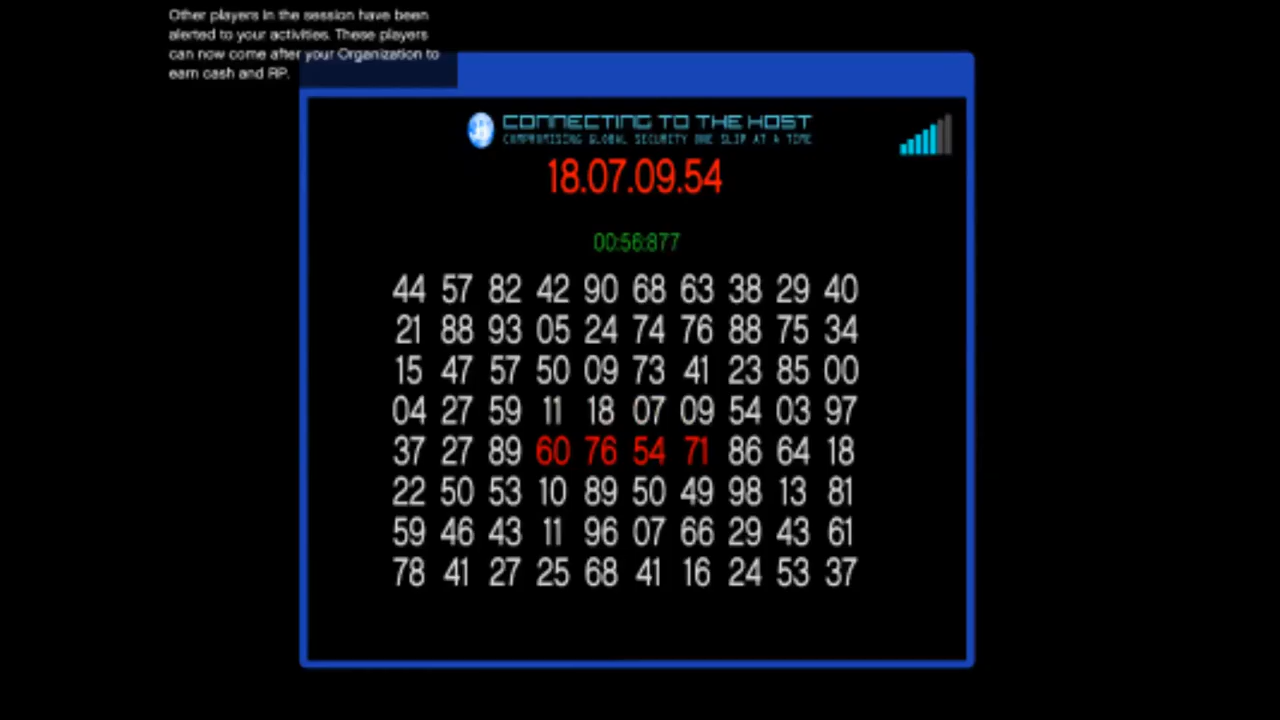 Other players in the session have been
alerted to your activities. These players
can now come after your Organization to
earn cash and RP.
CONNECTING TO THE HOST
COMPROMISING GLOBAL SECURITY ONE SLIP AT A TIME
18.07.09.54
00:56:877
44 57 82 42 90 68 63 38 29 40
21 88 93 05 24 74 76 88 75 34
15 47 57 50 09 73 41 23 85 00
04 27 59 11 18 07 09 54 03 97
37 27 89 60 76 54 71 86 64 18
22 50 53 10 89 50 49 98 13 81
59 46 43 11 96 07 66 29 43 61
78 41 27 25 68 41 16 24 53 37